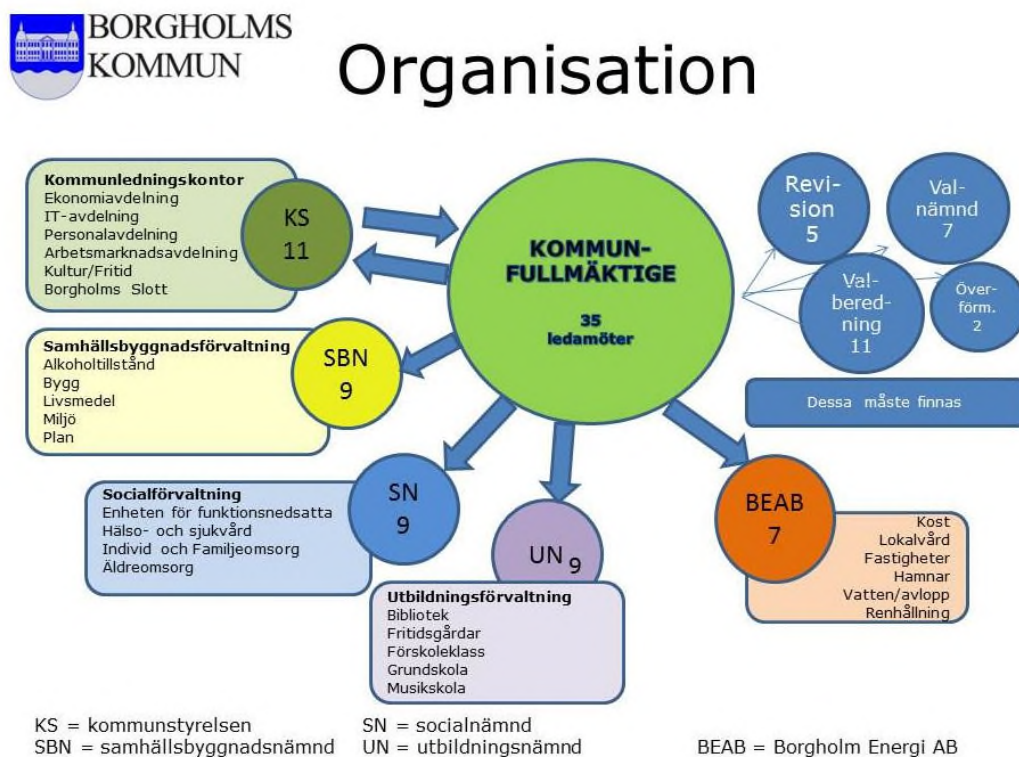 BORGHOLMS
KOMMUN
Organisation
Kommunledningskontor
Ekonomiavdelning
IT-avdelning
Personalavdelning
Arbetsmarknadsavdelning
Kultur/Fritid
Borgholms Slott
KS
11
KOMMUN-
FULLMÄKTIGE
35
ledamöter
Revi-
sion
5
Val-
nämnd
7
Val-
bered-
ning
11
Över-
förm.
2
Dessa måste finnas
Samhällsbyggnadsförvaltning
Alkoholtillstånd
Bygg
Livsmedel
Miljö
Plan
SBN
9
Socialförvaltning
Enheten för funktionsnedsatta
Hälso- och sjukvård
Individ och Familjeomsorg
Äldreomsorg
SN
9
UN 9
Utbildningsförvaltning
Bibliotek
Fritidsgårdar
Förskoleklass
Grundskola
Musikskola
BEAB
7
Kost
Lokalvård
Fastigheter
Hamnar
Vatten/avlopp
Renhållning
KS = kommunstyrelsen
SBN = samhällsbyggnadsnämnd
SN = socialnämnd
UN = utbildningsnämnd
BEAB = Borgholm Energi AB